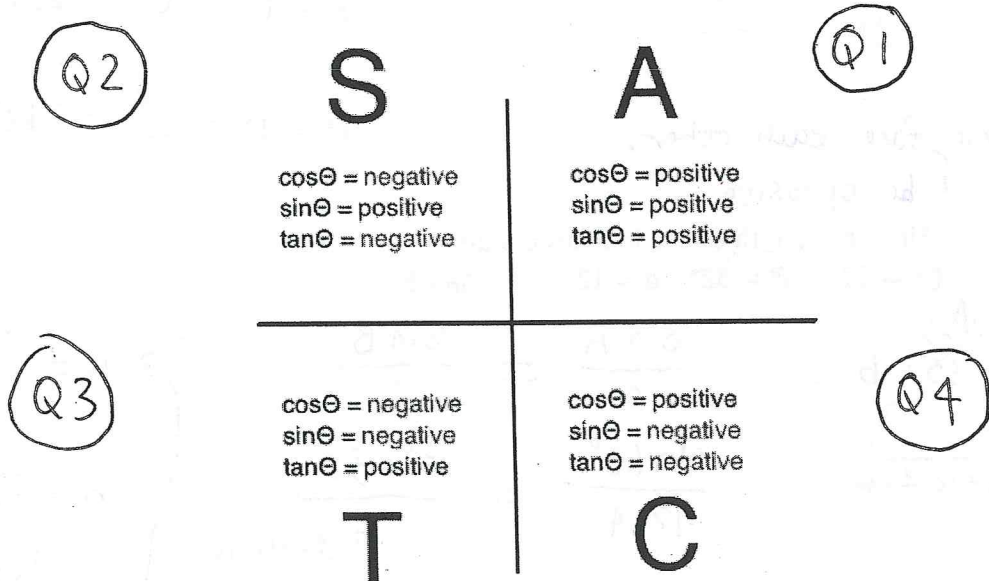 Q2
S
A
Q1
cosΘ = negative
sinΘ = positive
tanΘ = negative
cosΘ = positive
sinΘ = positive
tanΘ = positive
Q3
cosΘ = negative
sinΘ = negative
tanΘ = positive
cosΘ = positive
sinΘ = negative
tanΘ = negative
Q4
T
C